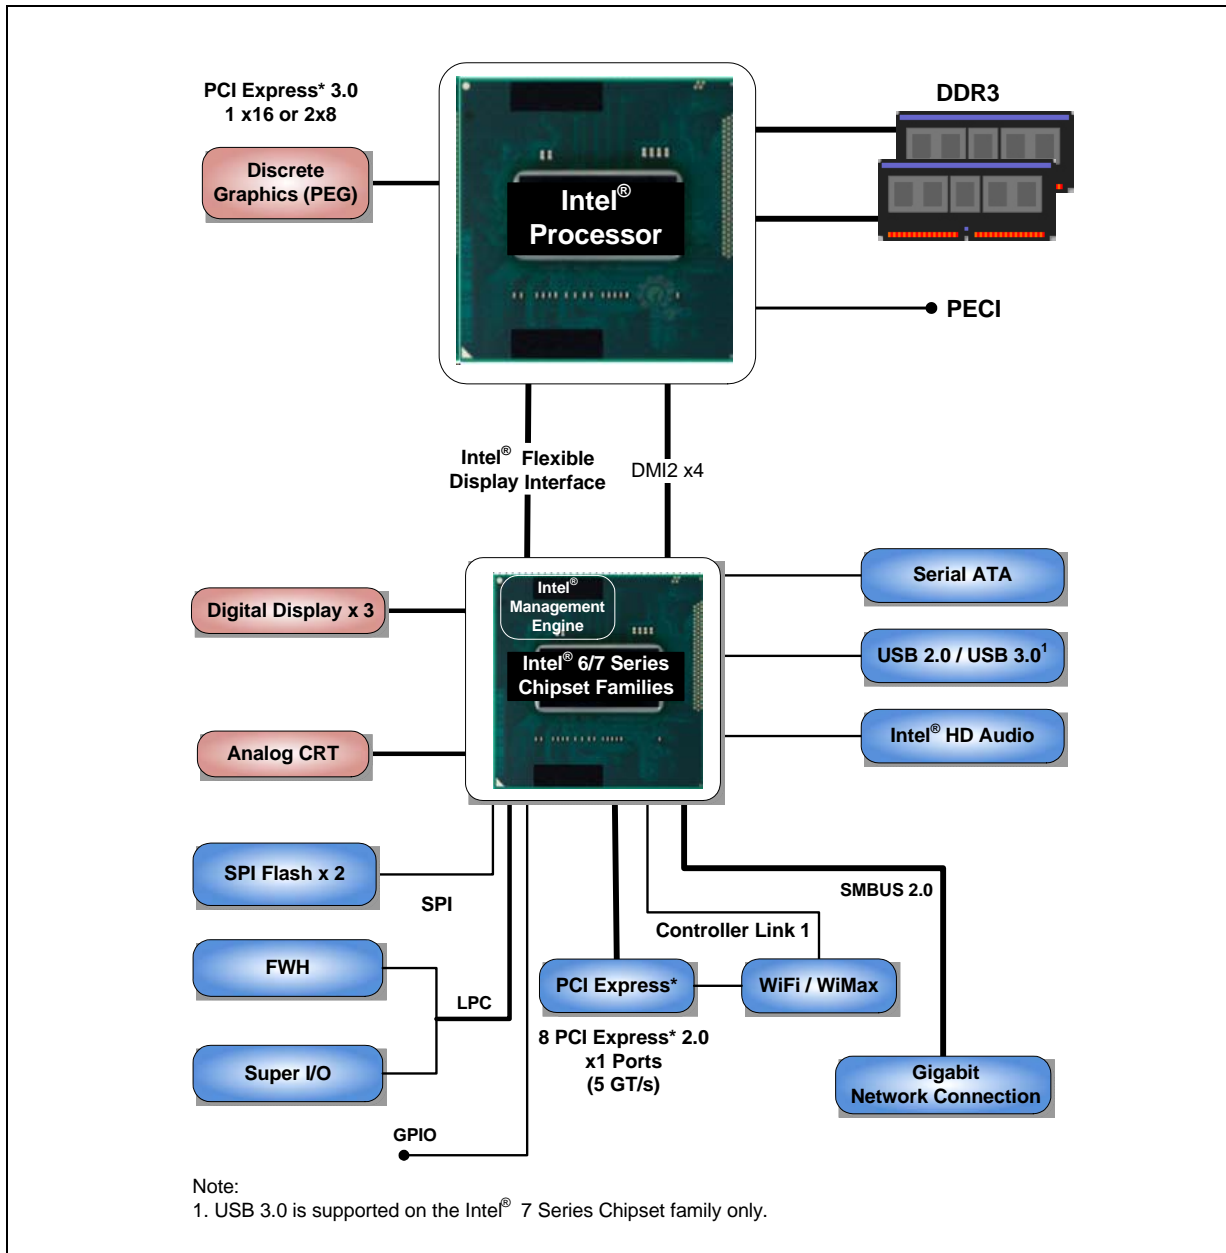 PCI Express* 3.0
1 x16 or 2x8
DDR3
Discrete
Graphics (PEG)
Intel®
Processor
PECI
Intel® Flexible
Display Interface
DMI2 x4
Intel®
Management
Engine
Serial ATA
Digital Display x 3
USB 2.0 / USB 3.0¹
Intel® 6/7 Series
Chipset Families
Intel® HD Audio
Analog CRT
SPI Flash x 2
SPI
SMBUS 2.0
Controller Link 1
FWH
LPC
PCI Express*
WiFi / WiMax
8 PCI Express* 2.0
x1 Ports
(5 GT/s)
Super I/O
Gigabit
Network Connection
GPIO
Note:
1. USB 3.0 is supported on the Intel® 7 Series Chipset family only.